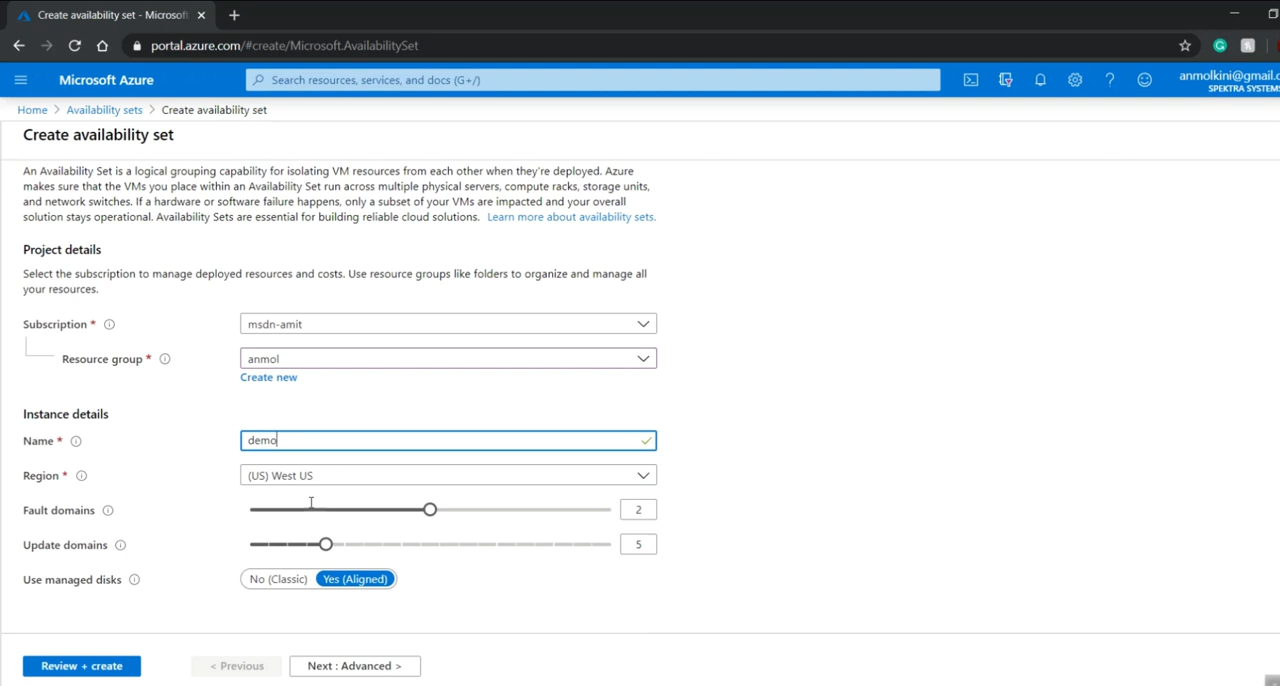 Create availability set - Microsoft
portal.azure.com/#create/Microsoft.AvailabilitySet
Microsoft Azure
Search resources, services, and docs (G+/)
anmolkini@gmail.c
SPEKTRA SYSTEMS
Home > Availability sets > Create availability set
Create availability set
An Availability Set is a logical grouping capability for isolating VM resources from each other when they're deployed. Azure
makes sure that the VMs you place within an Availability Set run across multiple physical servers, compute racks, storage units,
and network switches. If a hardware or software failure happens, only a subset of your VMs are impacted and your overall
solution stays operational. Availability Sets are essential for building reliable cloud solutions. Learn more about availability sets.
Project details
Select the subscription to manage deployed resources and costs. Use resource groups like folders to organize and manage all
your resources.
Subscription * msdn-amit
Resource group * anmol
Create new
Instance details
Name * demo
Region * (US) West US
Fault domains 2
Update domains 5
Use managed disks No (Classic) Yes (Aligned)
Review + create < Previous Next : Advanced >